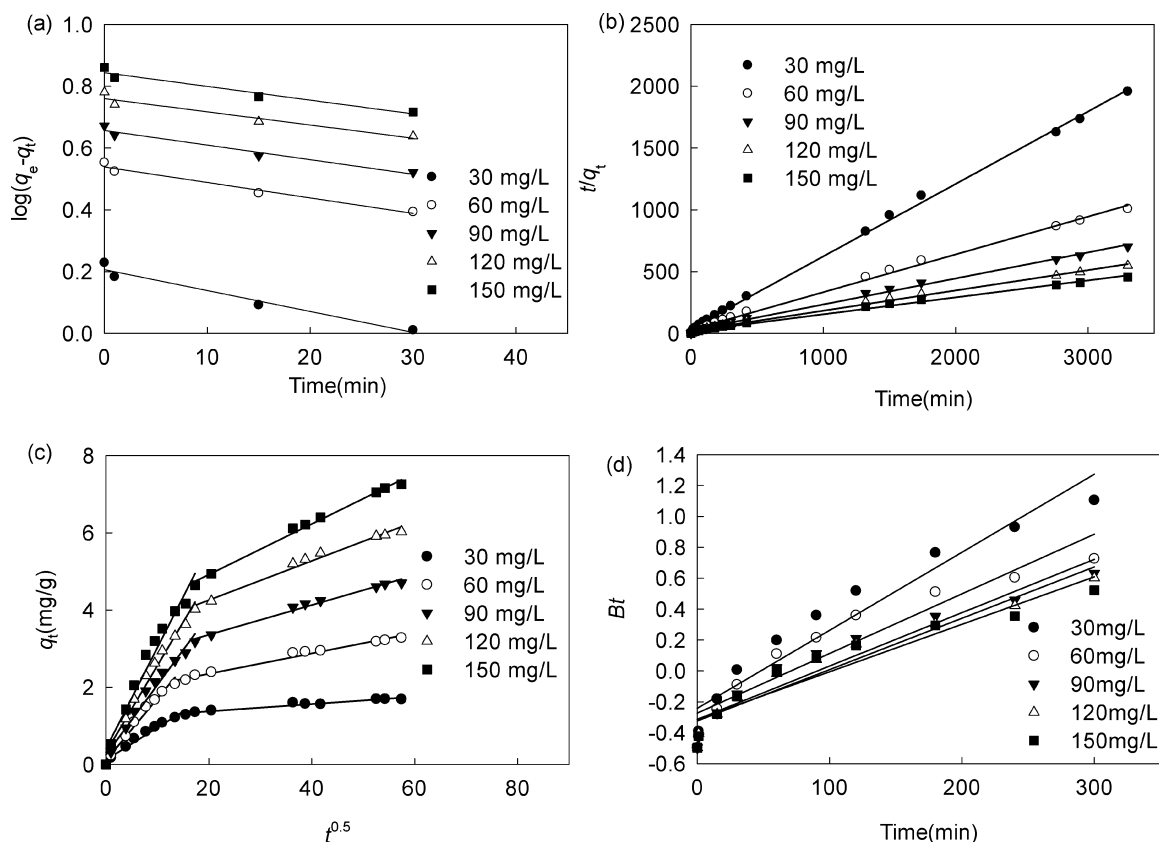 (a)
1.0
0.8
0.6
0.4
0.2
0.0
log(qe-qt)
0 10 20 30 40
Time(min)
30 mg/L
60 mg/L
90 mg/L
120 mg/L
150 mg/L
(b)
2500
2000
1500
1000
500
0
t/qt
0 1000 2000 3000
Time(min)
30 mg/L
60 mg/L
90 mg/L
120 mg/L
150 mg/L
(c)
8
6
4
2
0
qt(mg/g)
0 20 40 60 80
t0.5
30 mg/L
60 mg/L
90 mg/L
120 mg/L
150 mg/L
(d)
1.4
1.2
1.0
0.8
0.6
0.4
0.2
0.0
-0.2
-0.4
-0.6
Bt
0 100 200 300
Time(min)
30mg/L
60mg/L
90mg/L
120mg/L
150mg/L